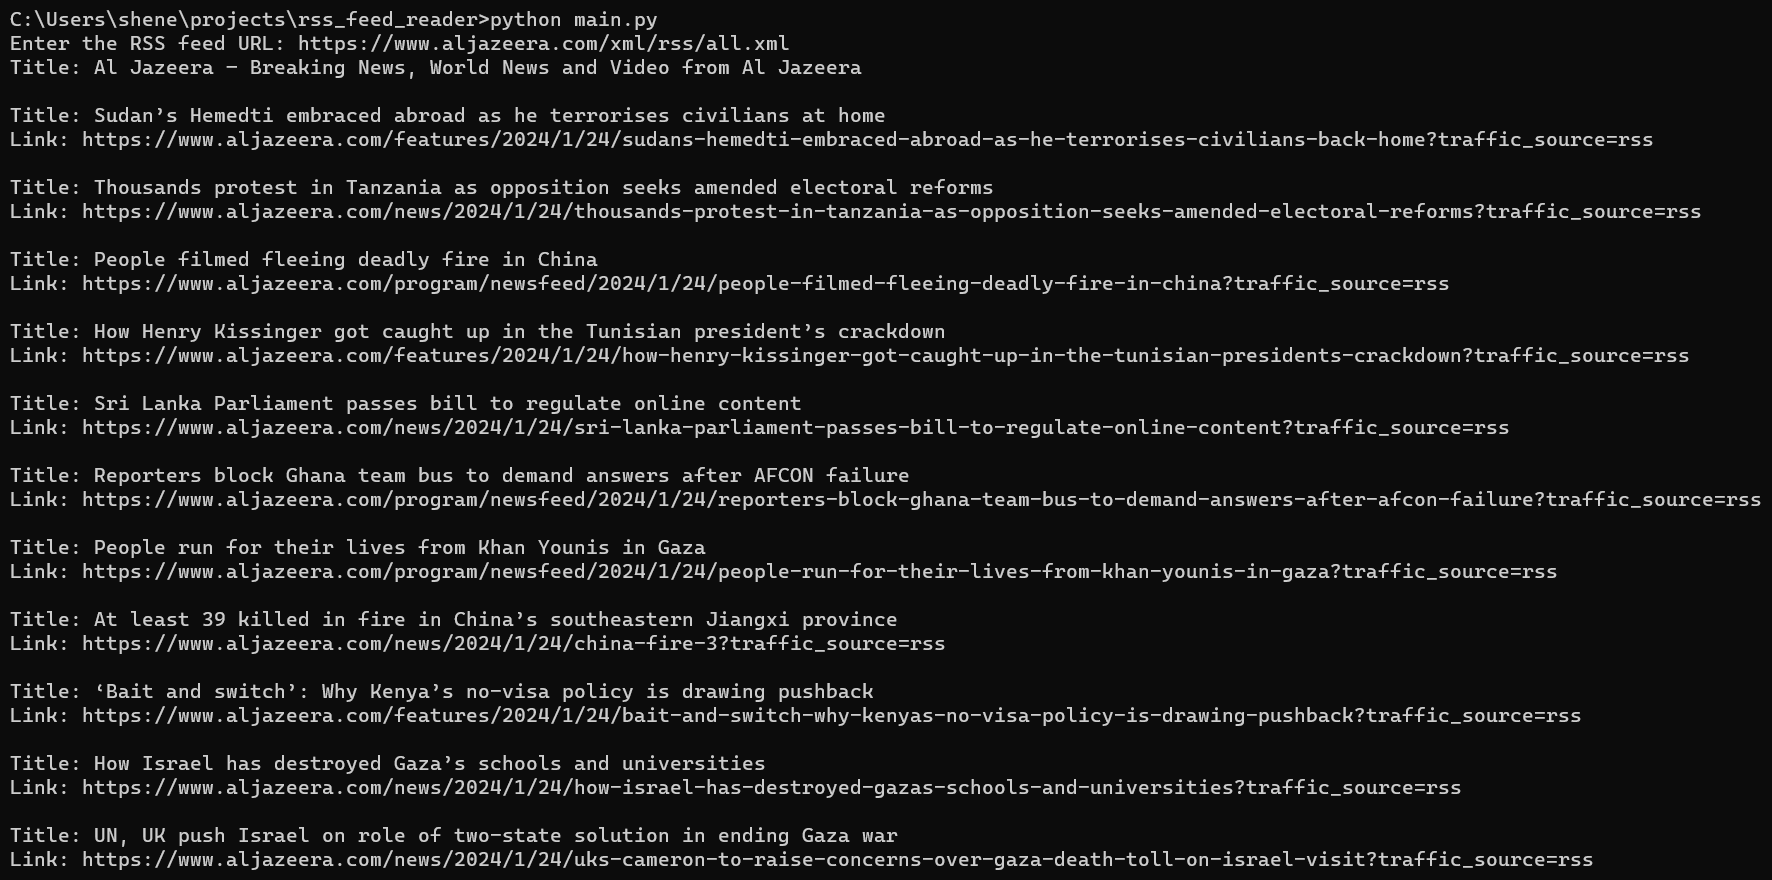 C:\Users\shene\projects\rss_feed_reader>python main.py
Enter the RSS feed URL: https://www.aljazeera.com/xml/rss/all.xml
Title: Al Jazeera – Breaking News, World News and Video from Al Jazeera
Title: Sudan’s Hemedti embraced abroad as he terrorises civilians at home
Link: https://www.aljazeera.com/features/2024/1/24/sudans-hemedti-embraced-abroad-as-he-terrorises-civilians-back-home?traffic_source=rss
Title: Thousands protest in Tanzania as opposition seeks amended electoral reforms
Link: https://www.aljazeera.com/news/2024/1/24/thousands-protest-in-tanzania-as-opposition-seeks-amended-electoral-reforms?traffic_source=rss
Title: People filmed fleeing deadly fire in China
Link: https://www.aljazeera.com/program/newsfeed/2024/1/24/people-filmed-fleeing-deadly-fire-in-china?traffic_source=rss
Title: How Henry Kissinger got caught up in the Tunisian president’s crackdown
Link: https://www.aljazeera.com/features/2024/1/24/how-henry-kissinger-got-caught-up-in-the-tunisian-presidents-crackdown?traffic_source=rss
Title: Sri Lanka Parliament passes bill to regulate online content
Link: https://www.aljazeera.com/news/2024/1/24/sri-lanka-parliament-passes-bill-to-regulate-online-content?traffic_source=rss
Title: Reporters block Ghana team bus to demand answers after AFCON failure
Link: https://www.aljazeera.com/program/newsfeed/2024/1/24/reporters-block-ghana-team-bus-to-demand-answers-after-afcon-failure?traffic_source=rss
Title: People run for their lives from Khan Younis in Gaza
Link: https://www.aljazeera.com/program/newsfeed/2024/1/24/people-run-for-their-lives-from-khan-younis-in-gaza?traffic_source=rss
Title: At least 39 killed in fire in China’s southeastern Jiangxi province
Link: https://www.aljazeera.com/news/2024/1/24/china-fire-3?traffic_source=rss
Title: ‘Bait and switch’: Why Kenya’s no-visa policy is drawing pushback
Link: https://www.aljazeera.com/features/2024/1/24/bait-and-switch-why-kenyas-no-visa-policy-is-drawing-pushback?traffic_source=rss
Title: How Israel has destroyed Gaza’s schools and universities
Link: https://www.aljazeera.com/news/2024/1/24/how-israel-has-destroyed-gazas-schools-and-universities?traffic_source=rss
Title: UN, UK push Israel on role of two-state solution in ending Gaza war
Link: https://www.aljazeera.com/news/2024/1/24/uks-cameron-to-raise-concerns-over-gaza-death-toll-on-israel-visit?traffic_source=rss